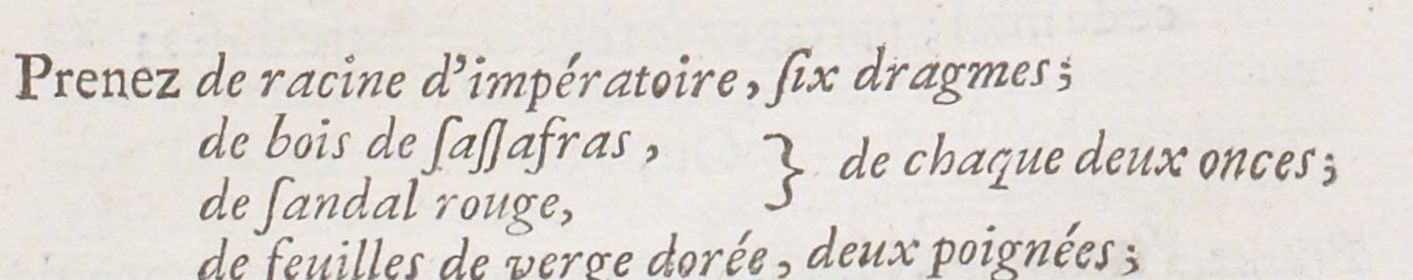 Prenez de racine d'impératoire, ſix dragmes;
de bois de ſaſſafras,
de ſandal rouge, } de chaque deux onces;
de feuilles de verge dorée, deux poignées;